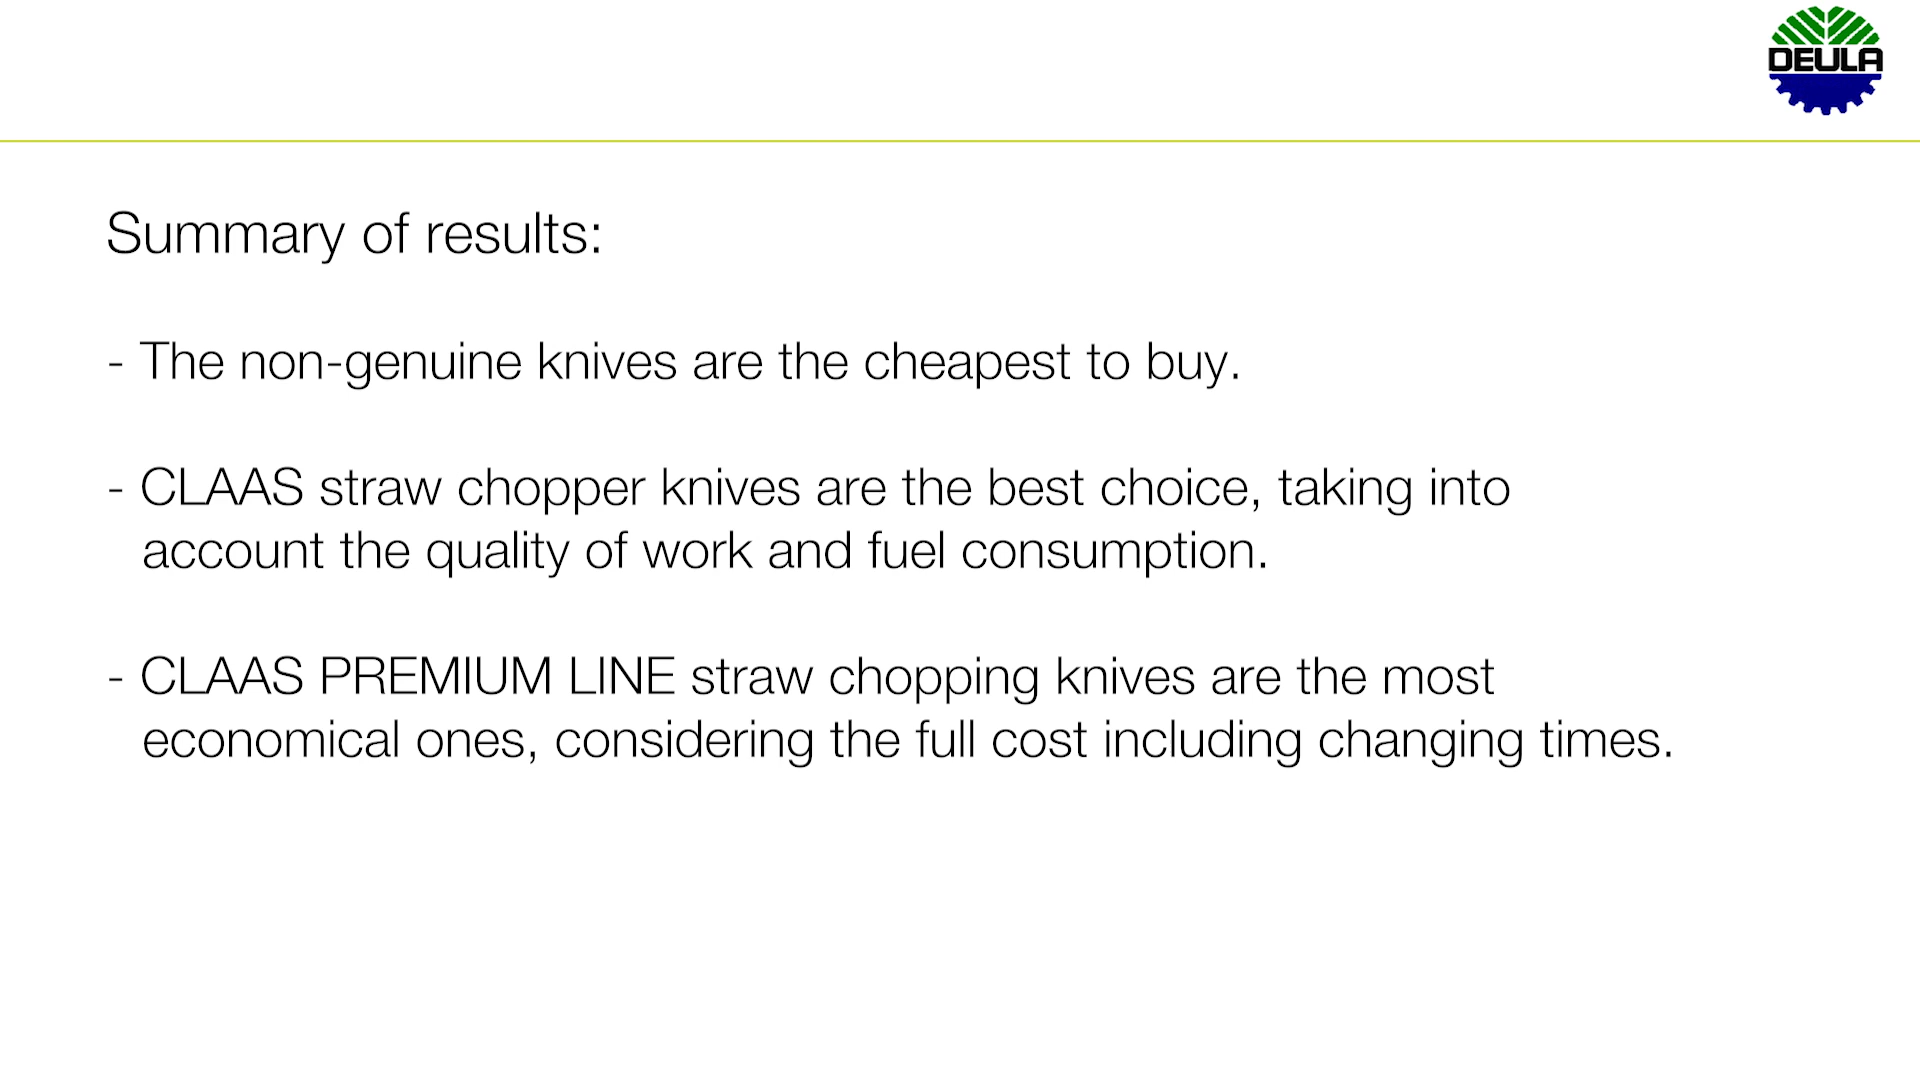 DEULA
Summary of results:
- The non-genuine knives are the cheapest to buy.
- CLAAS straw chopper knives are the best choice, taking into
account the quality of work and fuel consumption.
- CLAAS PREMIUM LINE straw chopping knives are the most
economical ones, considering the full cost including changing times.